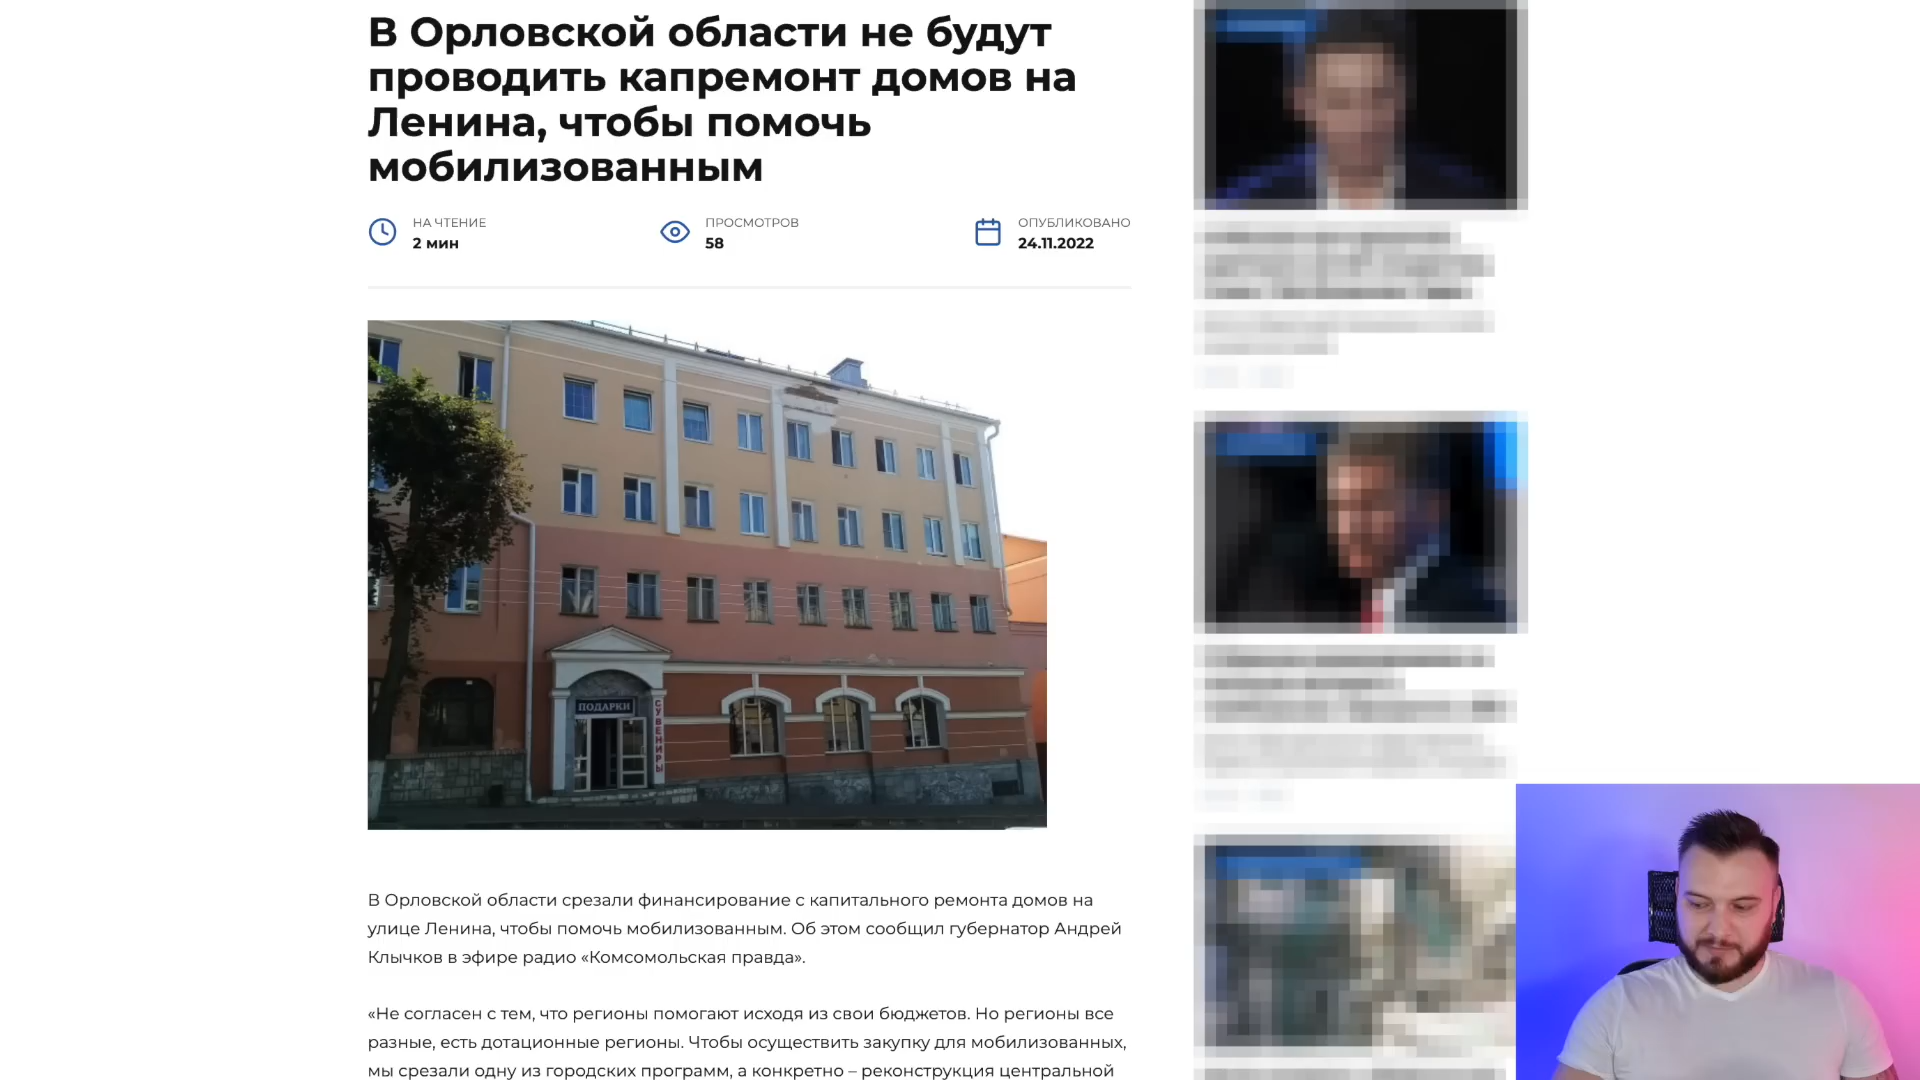 В Орловской области не будут
проводить капремонт домов на
Ленина, чтобы помочь
мобилизованным
НА ЧТЕНИЕ
2 мин
ПРОСМОТРОВ
58
ОПУБЛИКОВАНО
24.11.2022
ПОДАРКИ
СУВЕНИРЫ
В Орловской области срезали финансирование с капитального ремонта домов на
улице Ленина, чтобы помочь мобилизованным. Об этом сообщил губернатор Андрей
Клычков в эфире радио «Комсомольская правда».
«Не согласен с тем, что регионы помогают исходя из свои бюджетов. Но регионы все
разные, есть дотационные регионы. Чтобы осуществить закупку для мобилизованных,
мы срезали одну из городских программ, а конкретно – реконструкция центральной